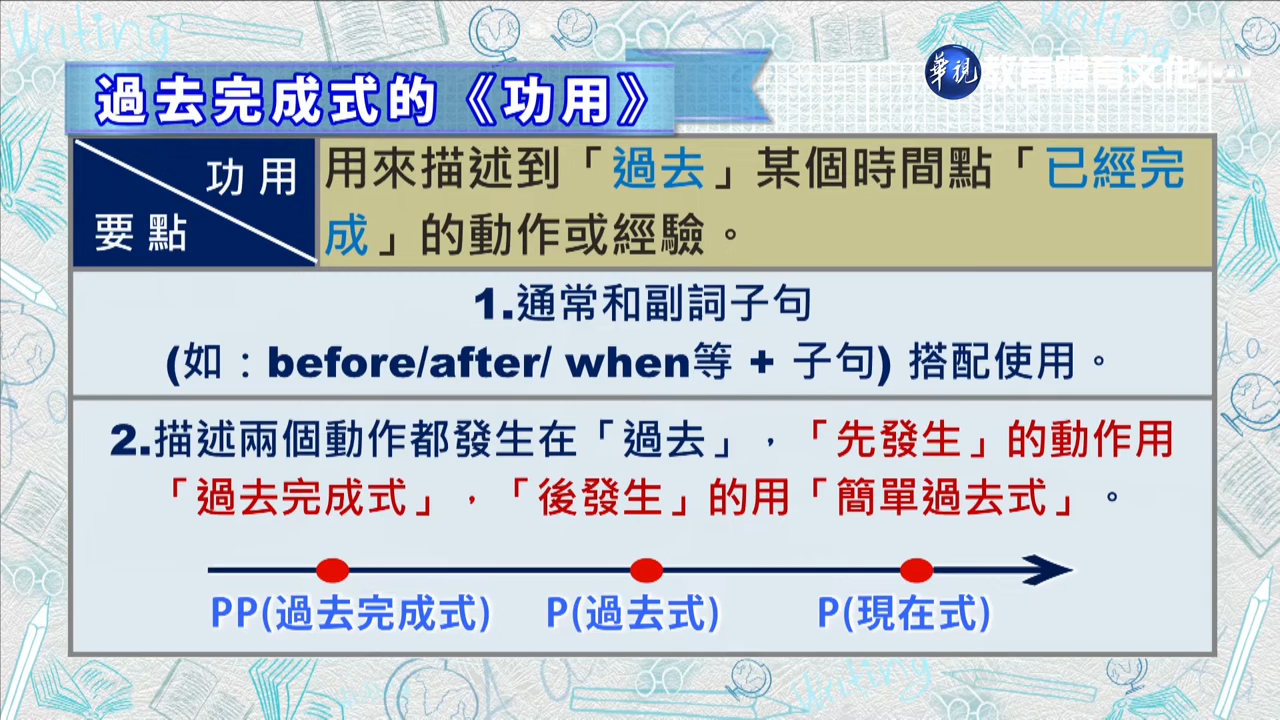 Writing
Writing
華視 教育體育文化
過去完成式的《功用》
功用
要點
用來描述到「過去」某個時間點「已經完
成」的動作或經驗。
1.通常和副詞子句
(如：before/after/ when等 + 子句) 搭配使用。
2.描述兩個動作都發生在「過去」，「先發生」的動作用
「過去完成式」，「後發生」的用「簡單過去式」。
PP(過去完成式) P(過去式) P(現在式)
Writing